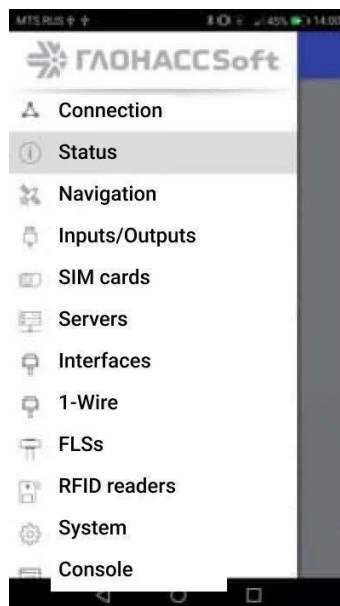 MTS RUS
45% 14:00
ГЛОНАССSoft
Connection
Status
Navigation
Inputs/Outputs
SIM cards
Servers
Interfaces
1-Wire
FLSs
RFID readers
System
Console